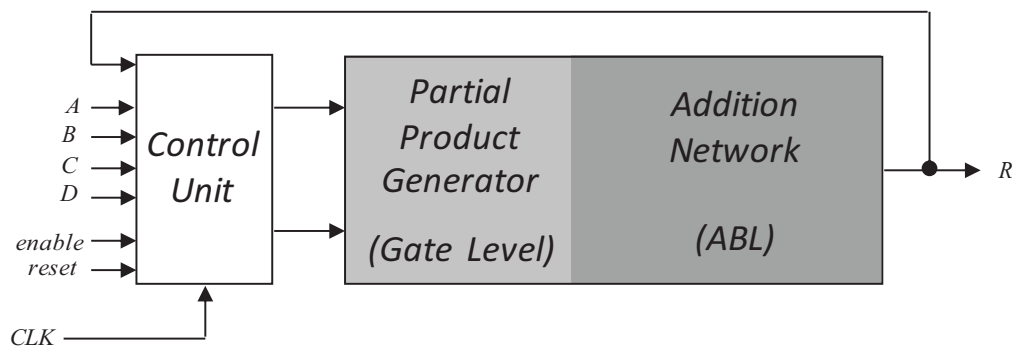 A
B
C
D
enable
reset
CLK
Control
Unit
Partial
Product
Generator
(Gate Level)
Addition
Network
(ABL)
R